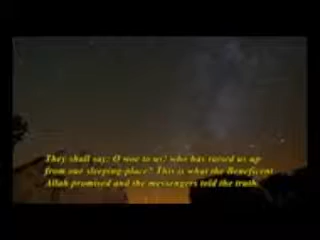 They shall say: O woe to us! who has raised us up
from our sleeping-place? This is what the Beneficent
Allah promised and the messengers told the truth.